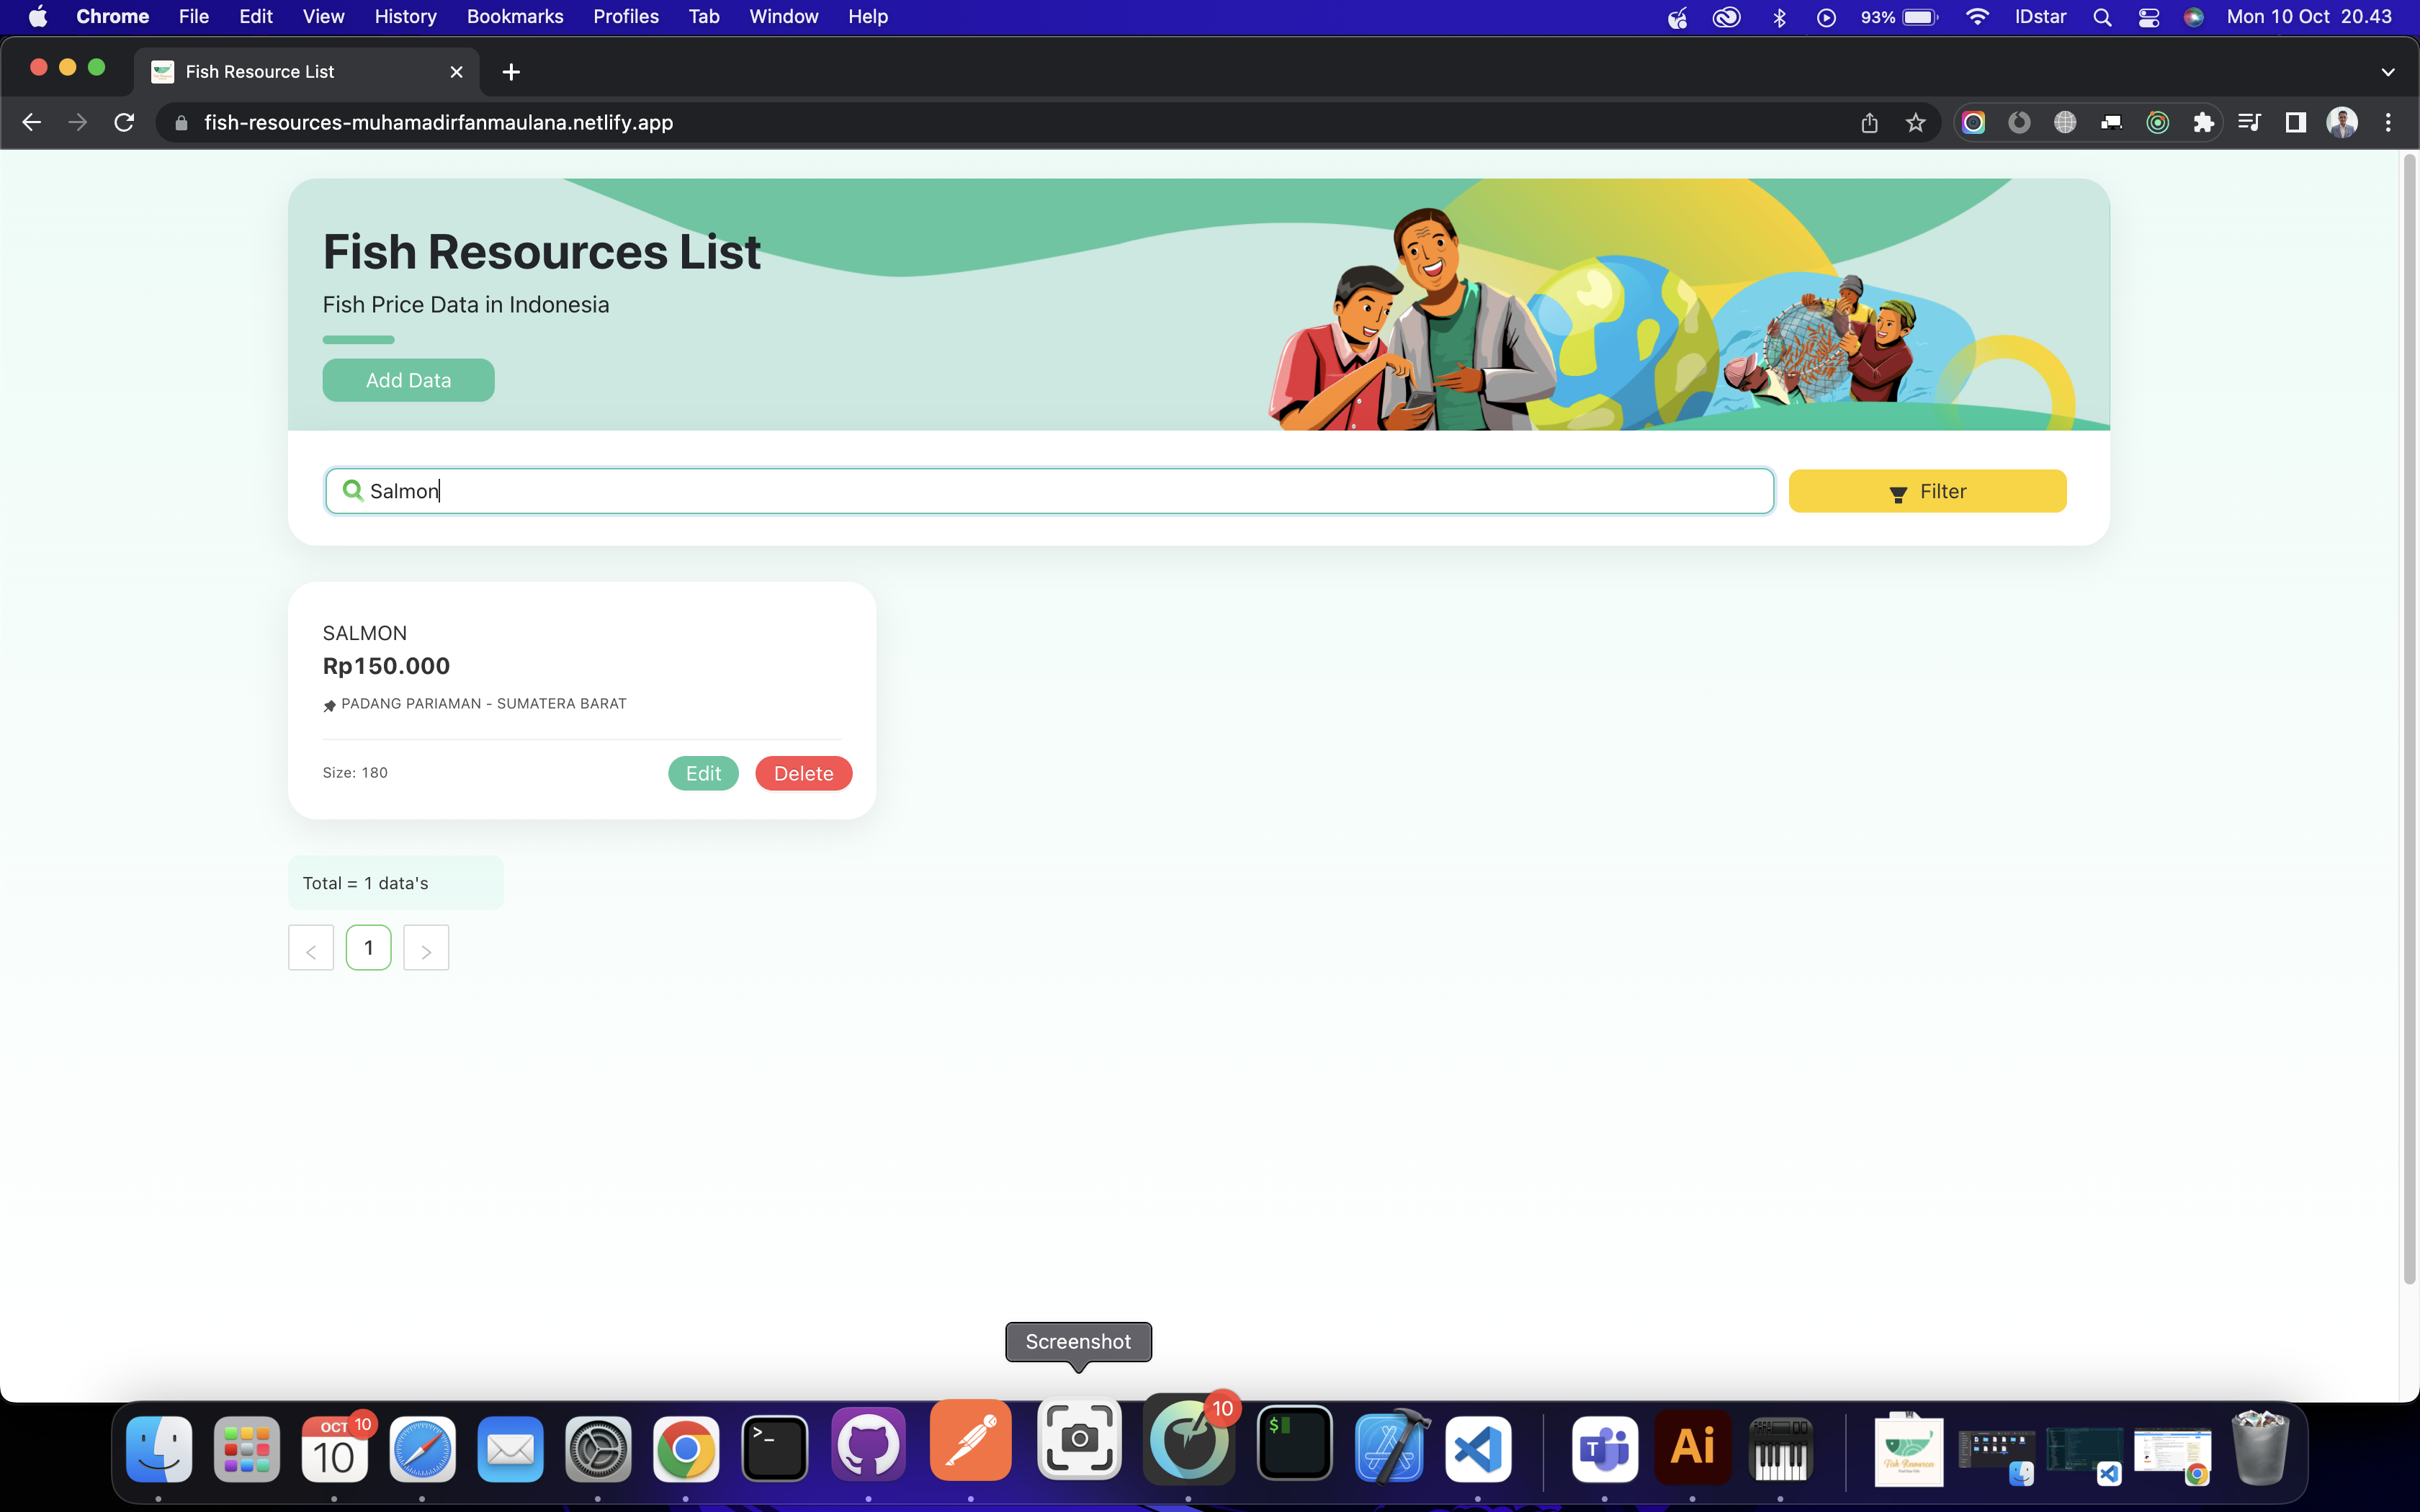 Chrome File Edit View History Bookmarks Profiles Tab Window Help 93% IDstar Mon 10 Oct 20.43
Fish Resource List
fish-resources-muhamadirfanmaulana.netlify.app
Fish Resources List
Fish Price Data in Indonesia
Add Data
Salmon
Filter
SALMON
Rp150.000
PADANG PARIAMAN - SUMATERA BARAT
Size: 180
Edit
Delete
Total = 1 data's
< 1 >
Screenshot
OCT 10
10
10
>_
$
T
Ai
Fish Resources